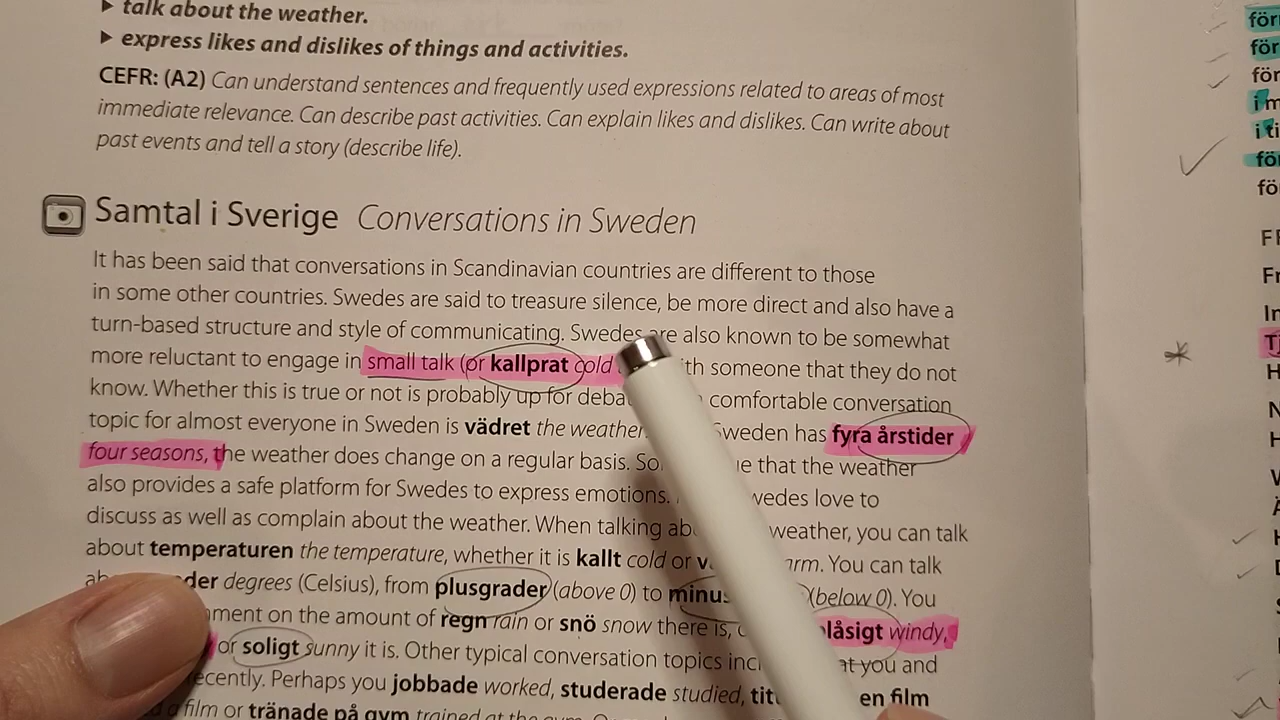 ▶ talk about the weather.
▶ express likes and dislikes of things and activities.
CEFR: (A2) Can understand sentences and frequently used expressions related to areas of most
immediate relevance. Can describe past activities. Can explain likes and dislikes. Can write about
past events and tell a story (describe life).
Samtal i Sverige Conversations in Sweden
It has been said that conversations in Scandinavian countries are different to those
in some other countries. Swedes are said to treasure silence, be more direct and also have a
turn-based structure and style of communicating. Swedes are also known to be somewhat
more reluctant to engage in small talk (or kallprat cold with someone that they do not
know. Whether this is true or not is probably up for comfortable conversation
topic for almost everyone in Sweden is vädret the weather. Sweden has fyra årstider
four seasons, the weather does change on a regular basis. that the weather
also provides a safe platform for Swedes to express emotions. Swedes love to
discuss as well as complain about the weather. When talking weather, you can talk
about temperaturen the temperature, whether it is kallt cold or You can talk
degrees (Celsius), from plusgrader (above 0) to (below 0). You
on the amount of regn rain or snö snow there is, windy,
or soligt sunny it is. Other typical conversation topics you and
recently. Perhaps you jobbade worked, studerade studied, en film
film or tränade på gym trained at the gym.
för
för
för
för
för